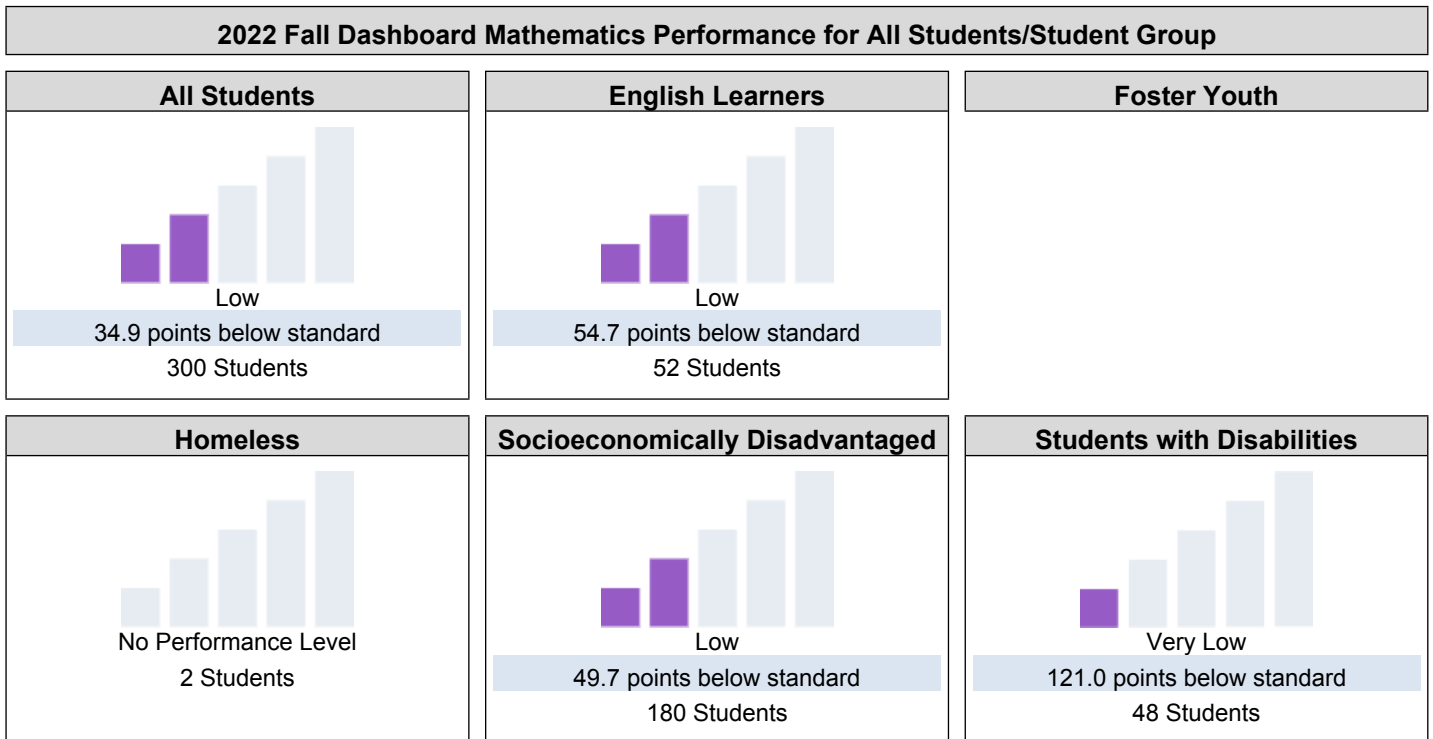 2022 Fall Dashboard Mathematics Performance for All Students/Student Group
All Students
Low
34.9 points below standard
300 Students
English Learners
Low
54.7 points below standard
52 Students
Foster Youth
Homeless
No Performance Level
2 Students
Socioeconomically Disadvantaged
Low
49.7 points below standard
180 Students
Students with Disabilities
Very Low
121.0 points below standard
48 Students